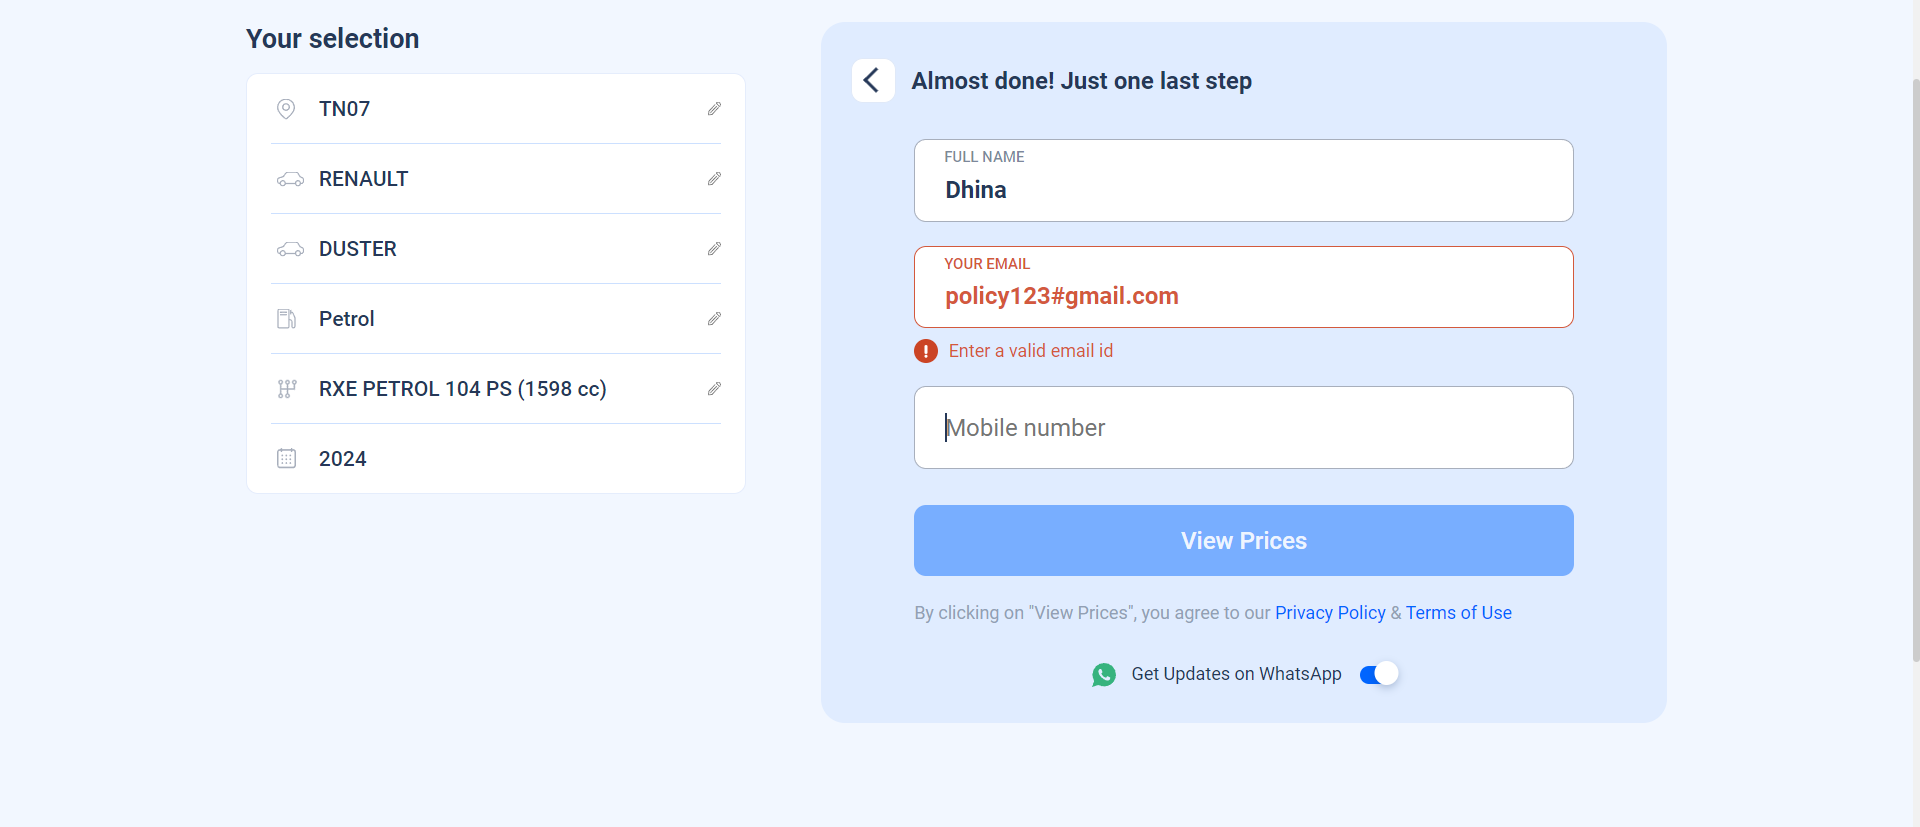 Your selection
TN07
RENAULT
DUSTER
Petrol
RXE PETROL 104 PS (1598 cc)
2024
Almost done! Just one last step
FULL NAME
Dhina
YOUR EMAIL
policy123#gmail.com
Enter a valid email id
Mobile number
View Prices
By clicking on "View Prices", you agree to our Privacy Policy & Terms of Use
Get Updates on WhatsApp